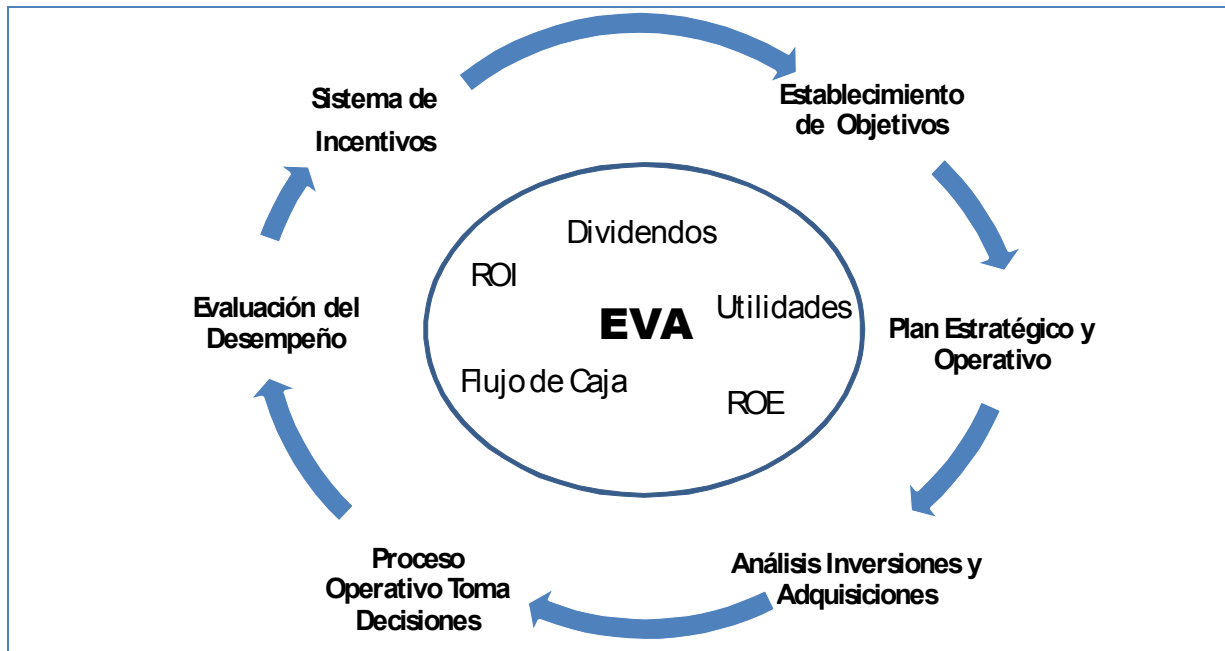 Sistema de
Incentivos
Establecimiento
de Objetivos
Dividendos
ROI
Utilidades
EVA
Flujo de Caja
ROE
Evaluación del
Desempeño
Plan Estratégico y
Operativo
Proceso
Operativo Toma
Decisiones
Análisis Inversiones y
Adquisiciones